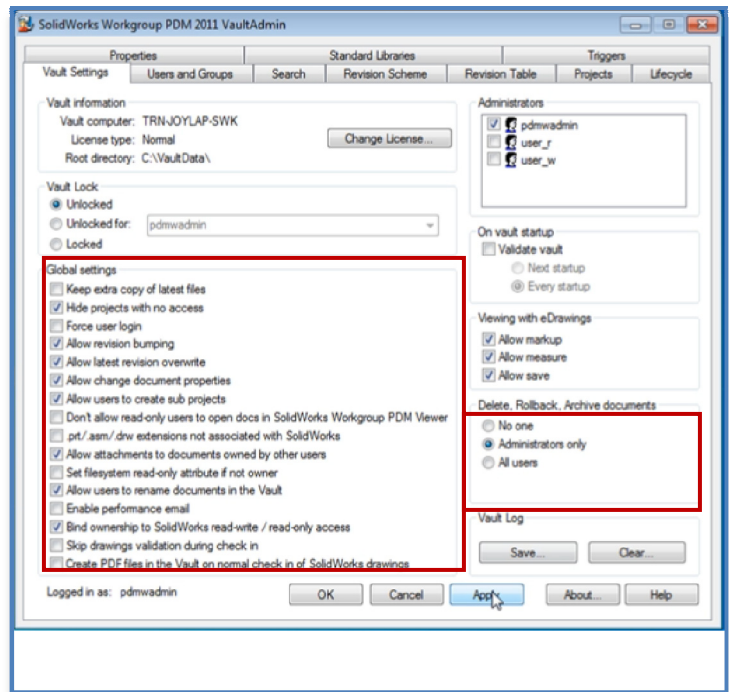 SolidWorks Workgroup PDM 2011 VaultAdmin
Properties Standard Libraries Triggers
Vault Settings Users and Groups Search Revision Scheme Revision Table Projects Lifecycle
Vault information
Vault computer: TRN-JOYLAP-SWK
License type: Normal
Change License...
Root directory: C:\VaultData\
Vault Lock
Unlocked
Unlocked for: pdmwadmin
Locked
Global settings
Keep extra copy of latest files
Hide projects with no access
Force user login
Allow revision bumping
Allow latest revision overwrite
Allow change document properties
Allow users to create sub projects
Don't allow read-only users to open docs in SolidWorks Workgroup PDM Viewer
.prt/.asm/.drw extensions not associated with SolidWorks
Allow attachments to documents owned by other users
Set filesystem read-only attribute if not owner
Allow users to rename documents in the Vault
Enable performance email
Bind ownership to SolidWorks read-write / read-only access
Skip drawings validation during check in
Create PDF files in the Vault on normal check in of SolidWorks drawings
Administrators
pdmwadmin
user_r
user_w
On vault startup
Validate vault
Next startup
Every startup
Viewing with eDrawings
Allow markup
Allow measure
Allow save
Delete, Rollback, Archive documents
No one
Administrators only
All users
Vault Log
Save... Clear...
Logged in as: pdmwadmin OK Cancel Apply About... Help